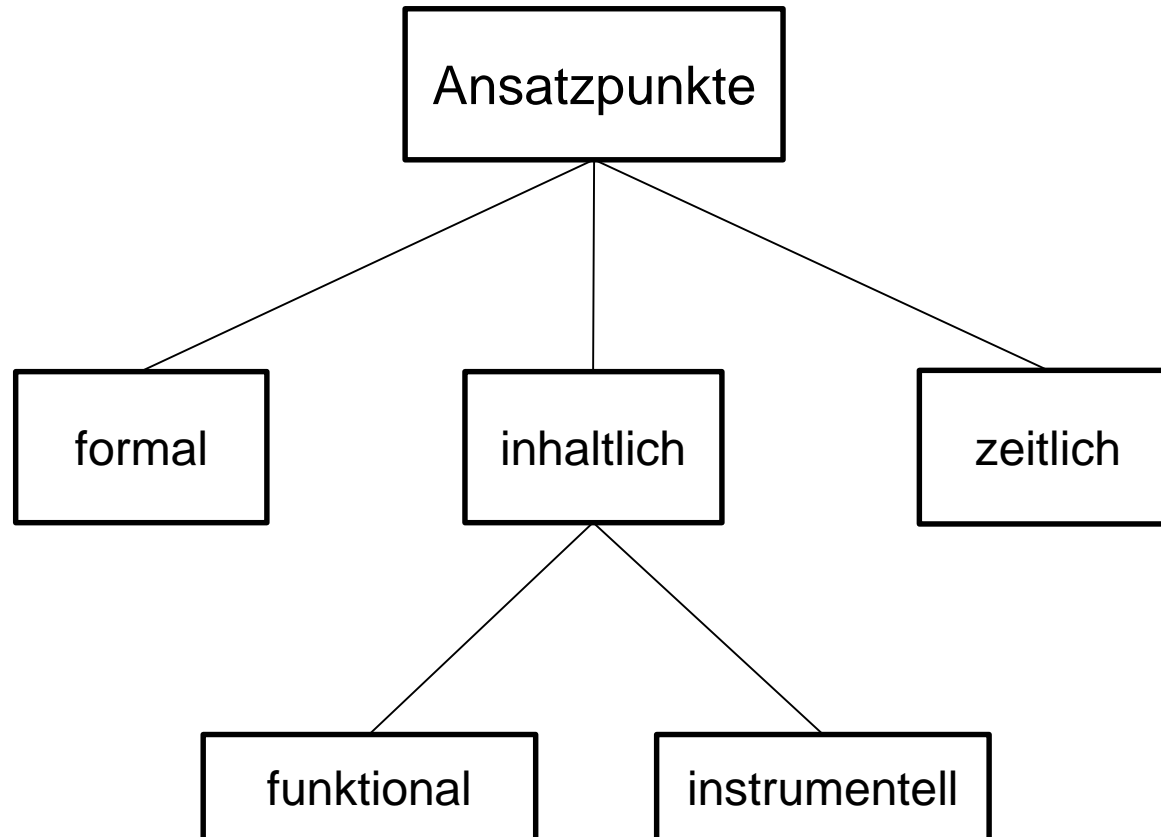 Ansatzpunkte
formal
inhaltlich
zeitlich
funktional
instrumentell